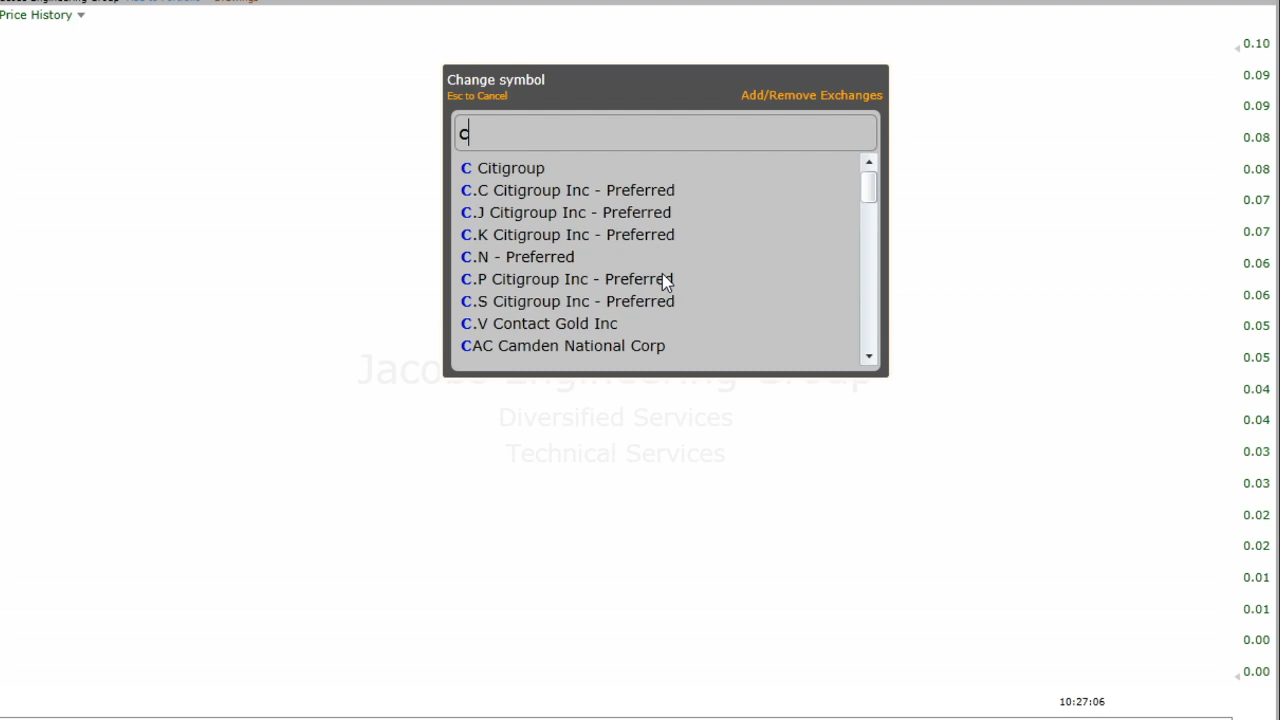 Jacobs Engineering Group
Price History
0.10
0.09
0.09
0.08
0.08
0.07
0.07
0.06
0.06
0.05
0.05
0.04
0.04
0.03
0.03
0.02
0.02
0.01
0.01
0.00
0.00
Change symbol
Esc to Cancel
Add/Remove Exchanges
c
C Citigroup
C.C Citigroup Inc - Preferred
C.J Citigroup Inc - Preferred
C.K Citigroup Inc - Preferred
C.N - Preferred
C.P Citigroup Inc - Preferred
C.S Citigroup Inc - Preferred
C.V Contact Gold Inc
CAC Camden National Corp
Jacobs Engineering Group
Diversified Services
Technical Services
10:27:06